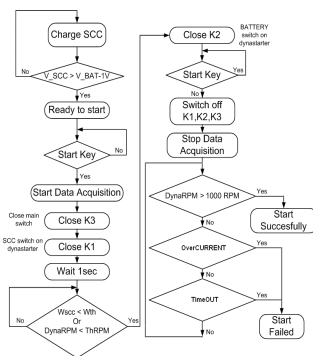 Charge SCC
V_SCC > V_BAT-1V
No
Yes
Ready to start
Start Key
No
Yes
Start Data Acquisition
Close main
switch
Close K3
SCC switch on
dynastarter
Close K1
Wait 1sec
Wscc < Wth
Or
DynaRPM < ThRPM
No
Yes
Close K2
BATTERY
switch on
dynastarter
Start Key
Yes
No
Switch off
K1,K2,K3
Stop Data
Acquisition
DynaRPM > 1000 RPM
Yes
Start
Succesfully
No
OverCURRENT
Yes
No
TimeOUT
Yes
No
Start
Failed